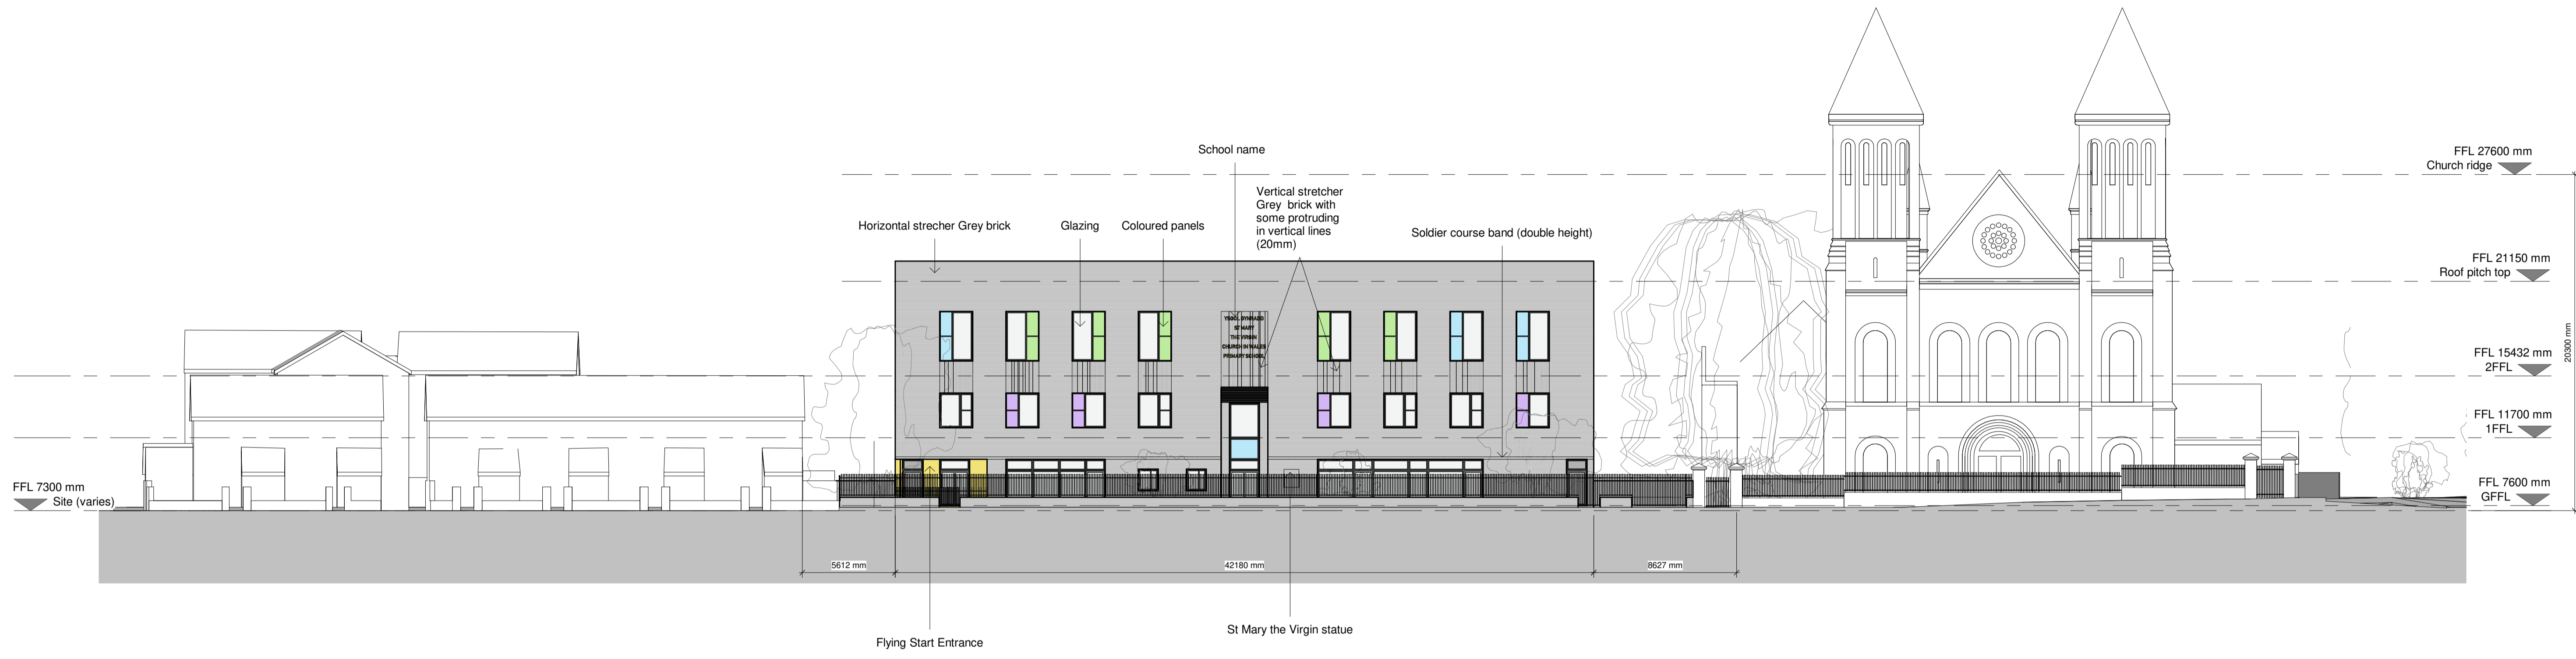 School name
Vertical stretcher
Grey brick with
some protruding
in vertical lines
(20mm)
Horizontal strecher Grey brick
Glazing
Coloured panels
Soldier course band (double height)
FFL 27600 mm
Church ridge
FFL 21150 mm
Roof pitch top
FFL 15432 mm
2FFL
FFL 11700 mm
1FFL
FFL 7600 mm
GFFL
20300 mm
YSGOL GYNRADD
ST MARY
THE VIRGIN
CHURCH IN WALES
PRIMARY SCHOOL
FFL 7300 mm
Site (varies)
5612 mm
42180 mm
8627 mm
Flying Start Entrance
St Mary the Virgin statue